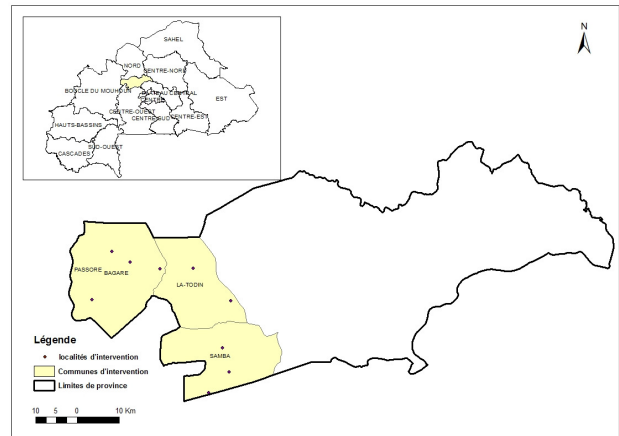 N
SAHEL
NORD
CENTRE-NORD
BOUCLE DU MOUHOUN
PLATEAU CENTRAL
CENTRE
EST
CENTRE-OUEST
CENTRE-SUD
CENTRE-EST
HAUTS-BASSINS
SUD-OUEST
CASCADES
PASSORE
BAGARE
LA-TODIN
SAMBA
Légende
localités d'intervention
Communes d'intervention
Limites de province
10 5 0 10 Km